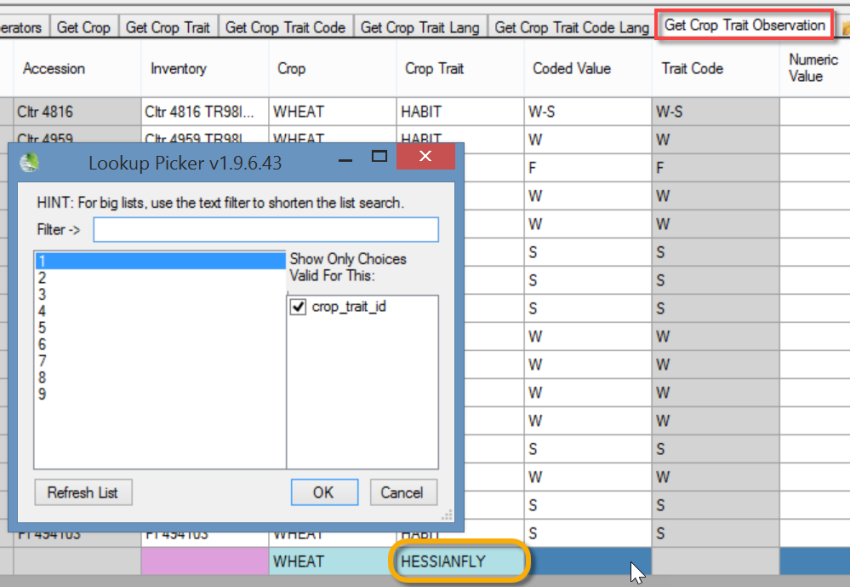 erators Get Crop Get Crop Trait Get Crop Trait Code Get Crop Trait Lang Get Crop Trait Code Lang Get Crop Trait Observation
Accession Inventory Crop Crop Trait Coded Value Trait Code Numeric Value
CItr 4816 CItr 4816 TR98I... WHEAT HABIT W-S W-S
CItr 4959 CItr 4959 TR98I... WHEAT HABIT W W
F F
W W
W W
S S
S S
S S
W W
W W
W W
W W
S S
W W
S S
PI 494103 PI 494103 WHEAT HABIT S S
WHEAT HESSIANFLY
Lookup Picker v1.9.6.43
HINT: For big lists, use the text filter to shorten the list search.
Filter ->
1
2
3
4
5
6
7
8
9
Show Only Choices
Valid For This:
crop_trait_id
Refresh List OK Cancel